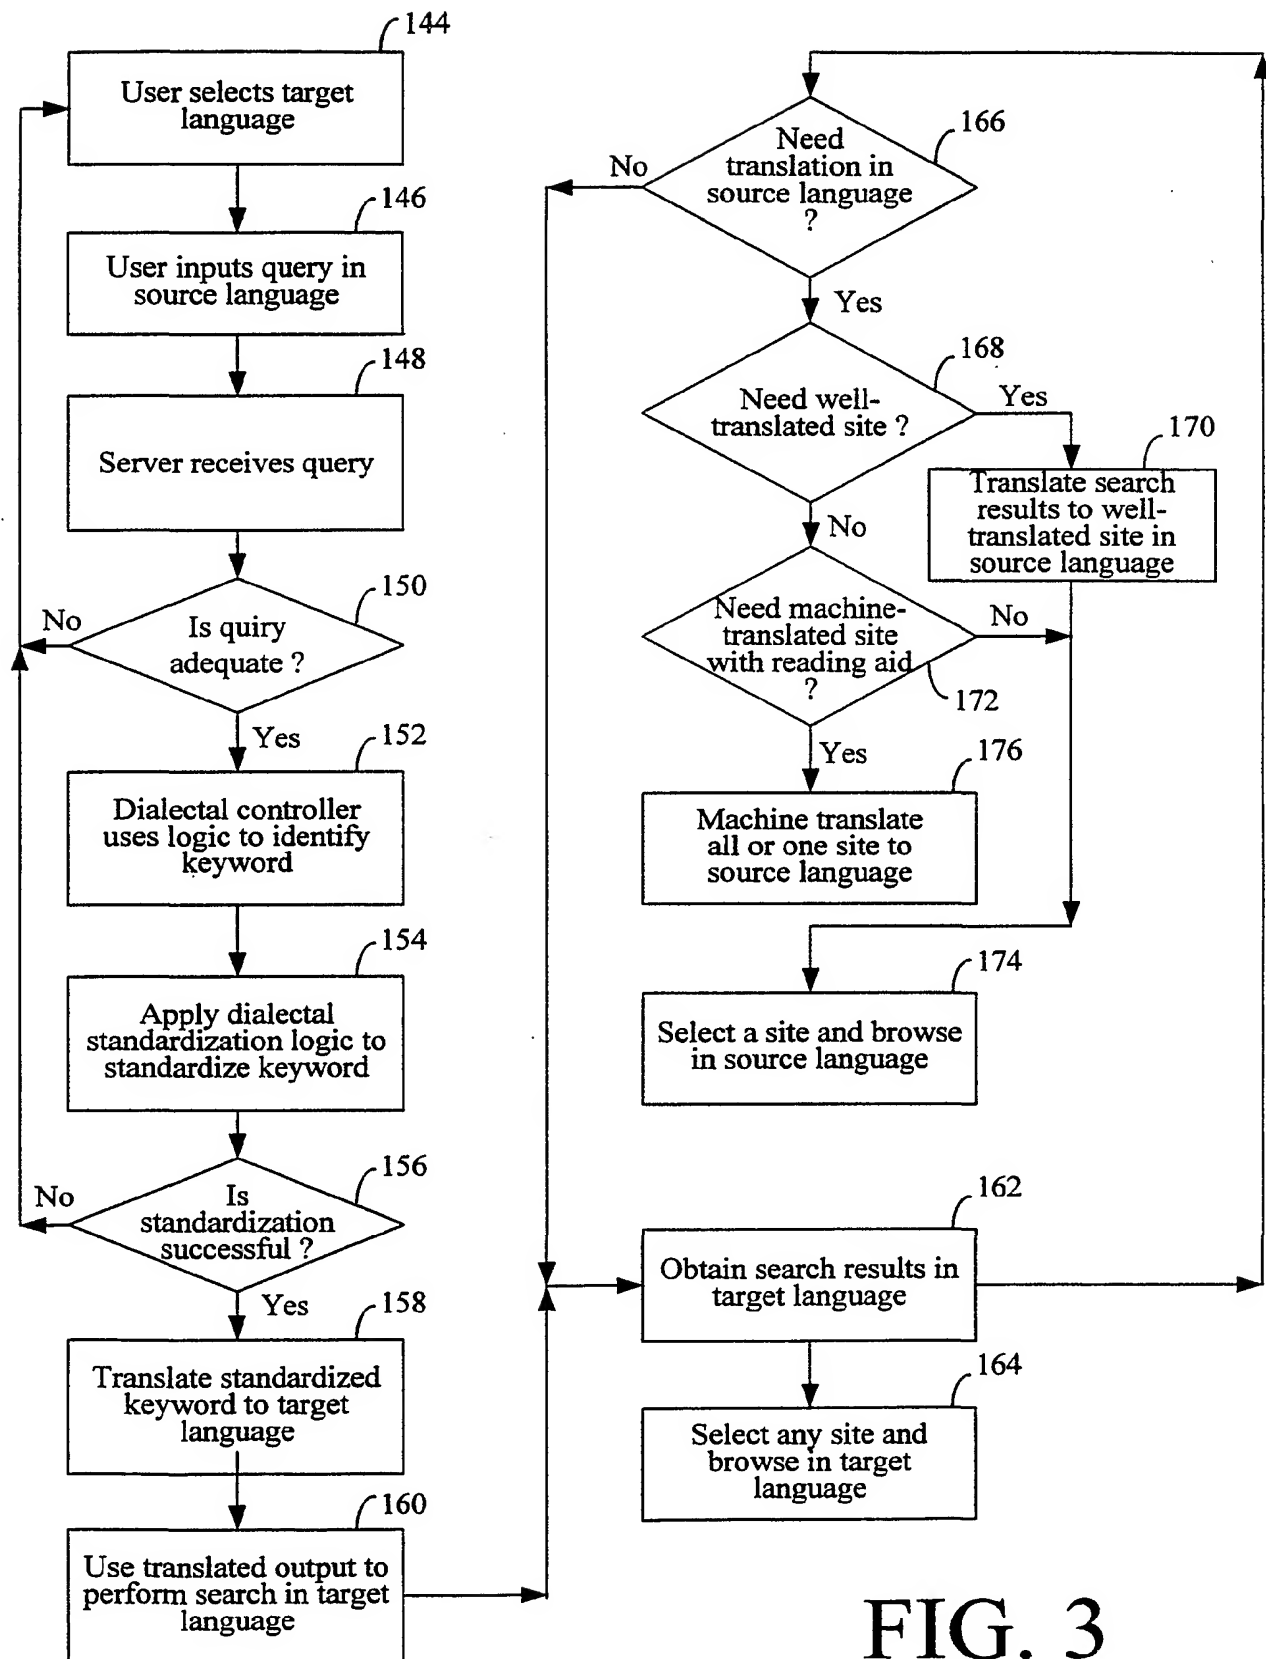 144
User selects target
language
146
User inputs query in
source language
148
Server receives query
150
Is quiry
adequate ?
No
Yes
152
Dialectal controller
uses logic to identify
keyword
154
Apply dialectal
standardization logic to
standardize keyword
156
Is
standardization
successful ?
No
Yes
158
Translate standardized
keyword to target
language
160
Use translated output to
perform search in target
language
166
Need
translation in
source language
?
No
Yes
168
Need well-
translated site ?
Yes
No
170
Translate search
results to well-
translated site in
source language
Need machine-
translated site
with reading aid
?
No
172
Yes
176
Machine translate
all or one site to
source language
174
Select a site and browse
in source language
162
Obtain search results in
target language
164
Select any site and
browse in target
language
FIG. 3